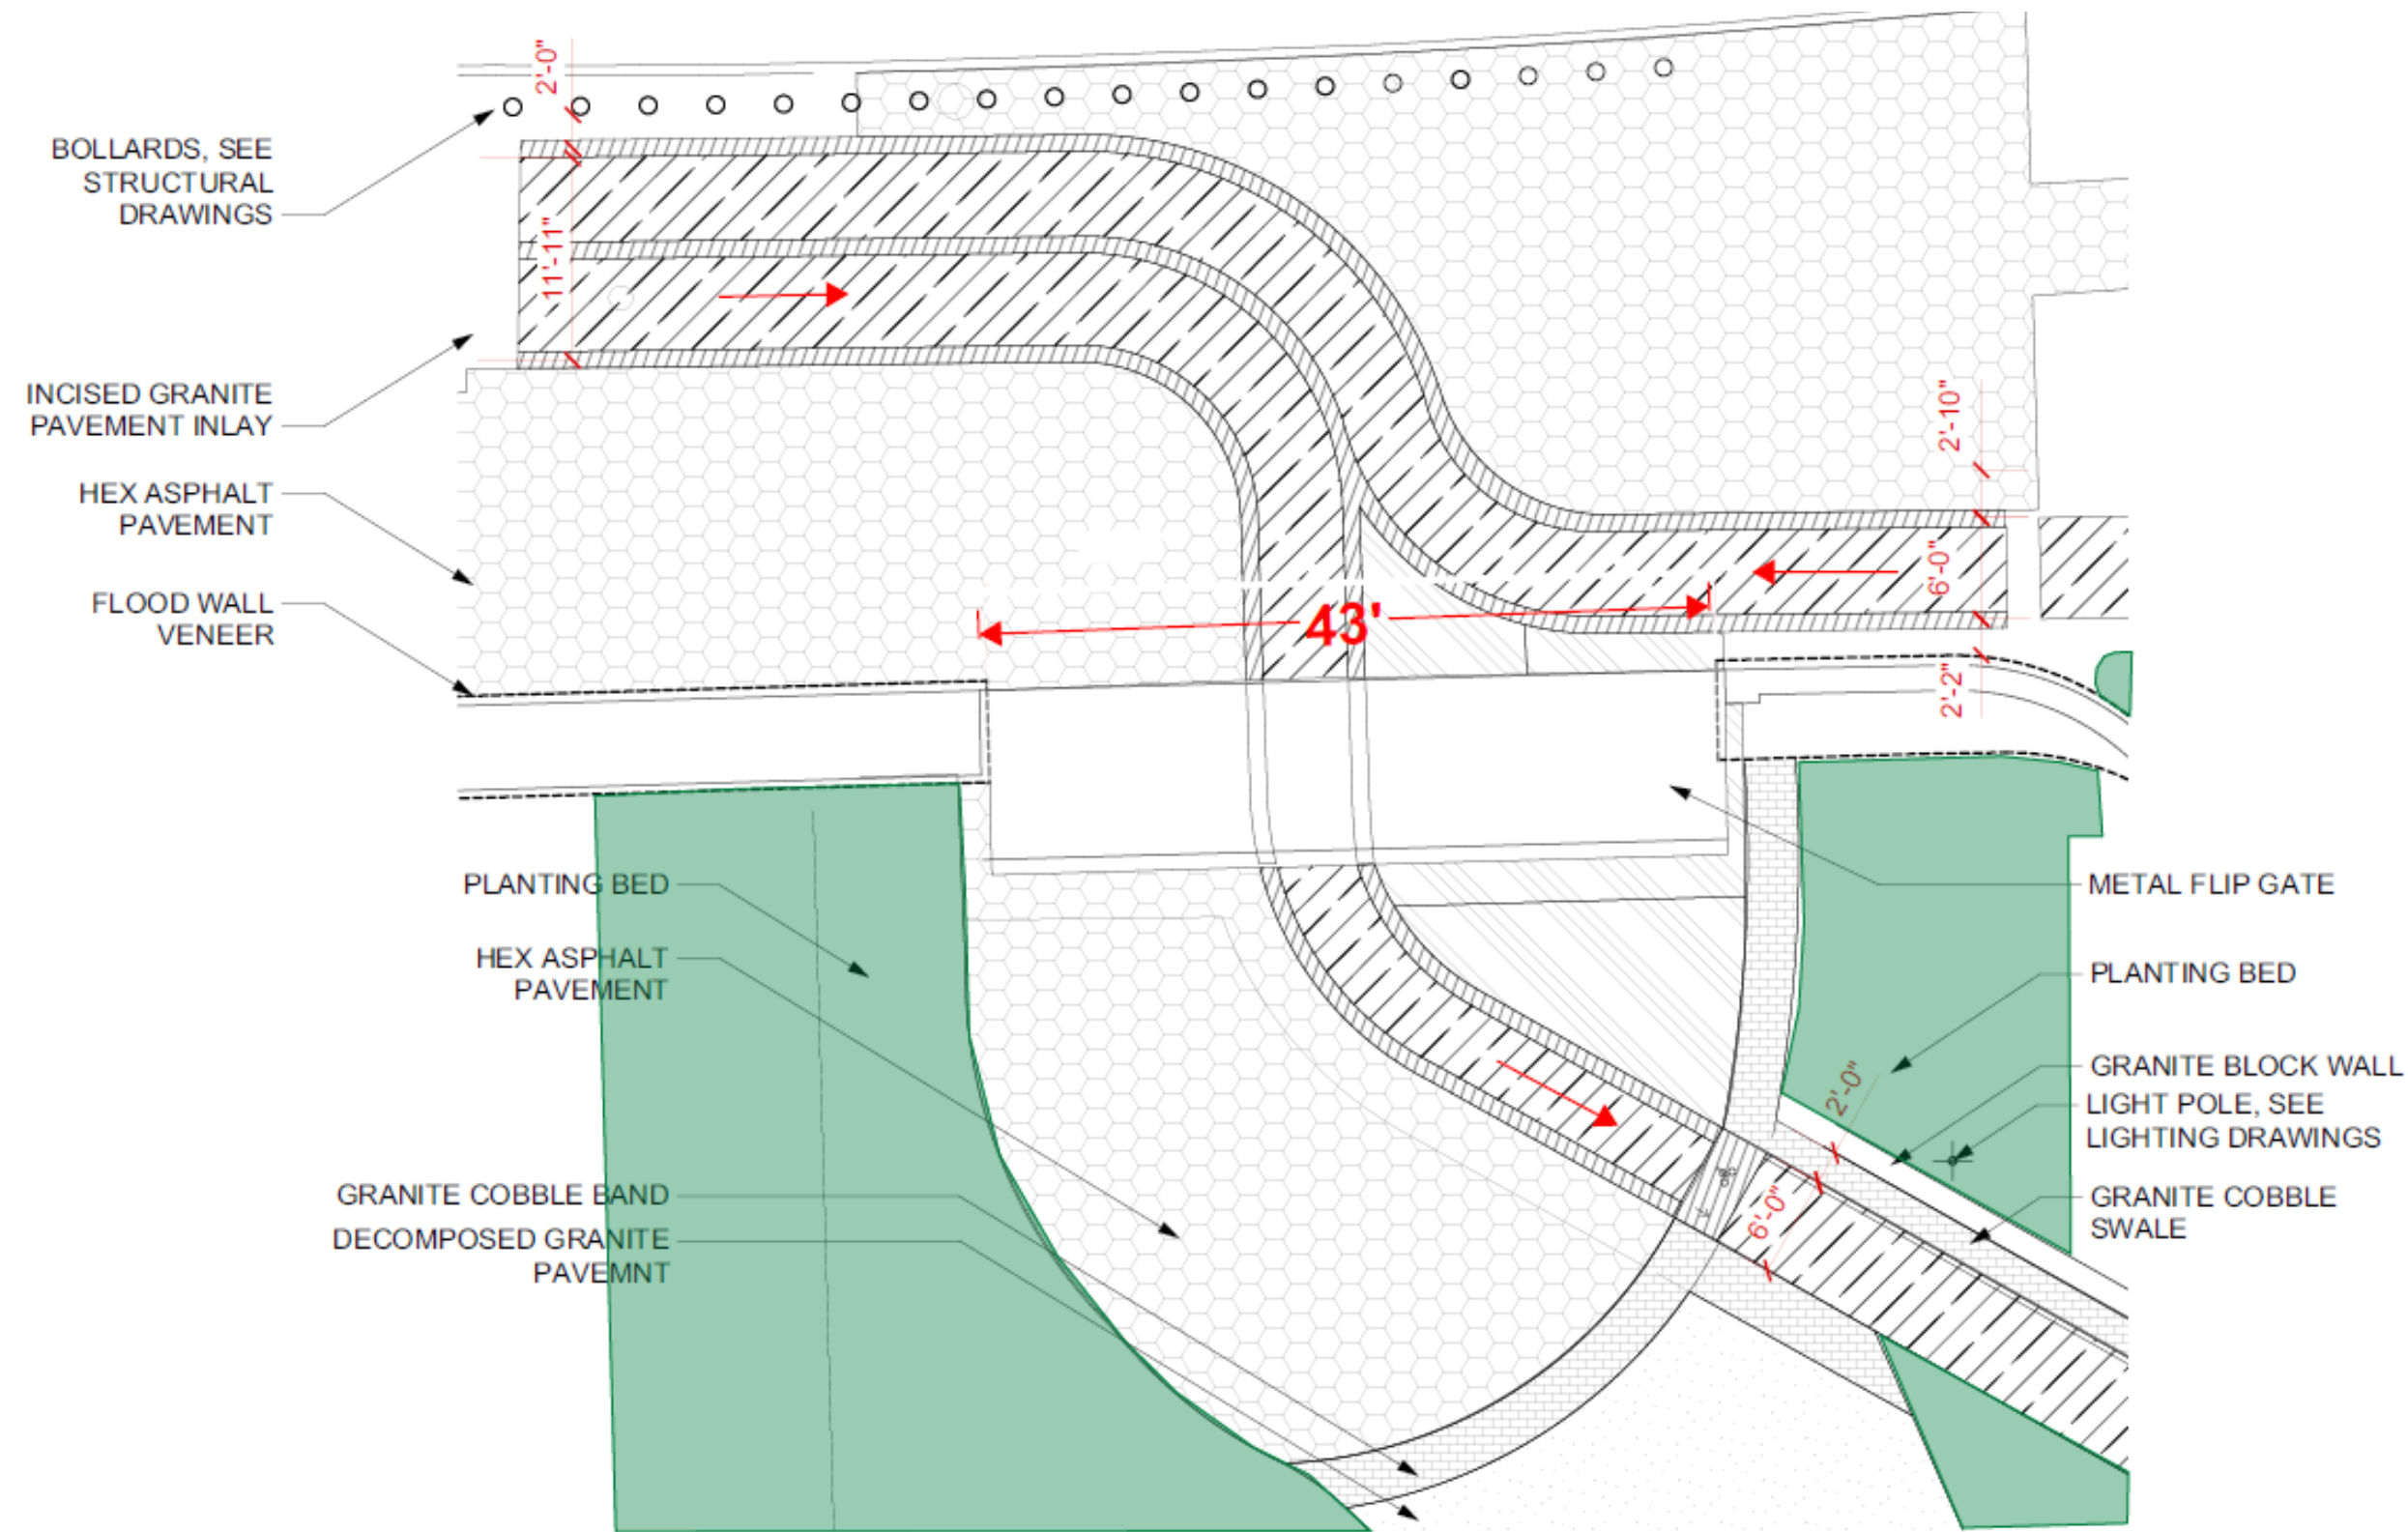 2'-0"
BOLLARDS, SEE
STRUCTURAL
DRAWINGS
11'-11"
INCISED GRANITE
PAVEMENT INLAY
2'-10"
HEX ASPHALT
PAVEMENT
6'-0"
FLOOD WALL
VENEER
43'
2'-2"
PLANTING BED
METAL FLIP GATE
HEX ASPHALT
PAVEMENT
PLANTING BED
GRANITE BLOCK WALL
2'-0"
LIGHT POLE, SEE
LIGHTING DRAWINGS
GRANITE COBBLE BAND
GRANITE COBBLE
SWALE
6'-0"
DECOMPOSED GRANITE
PAVEMNT